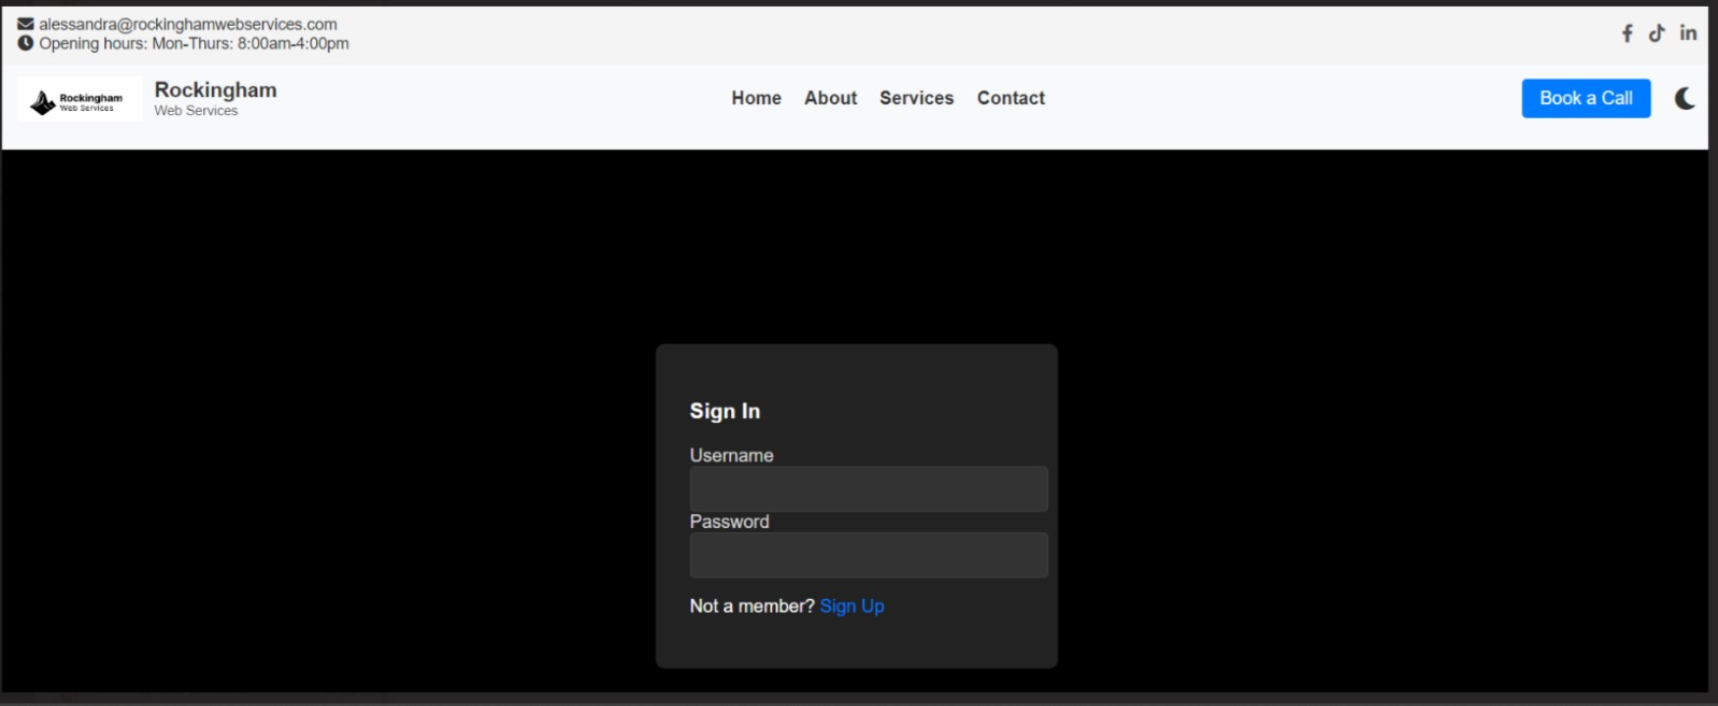 alessandra@rockinghamwebservices.com
Opening hours: Mon-Thurs: 8:00am-4:00pm
Rockingham
Web Services
Rockingham
Web Services
Home About Services Contact
Book a Call
Sign In
Username
Password
Not a member? Sign Up